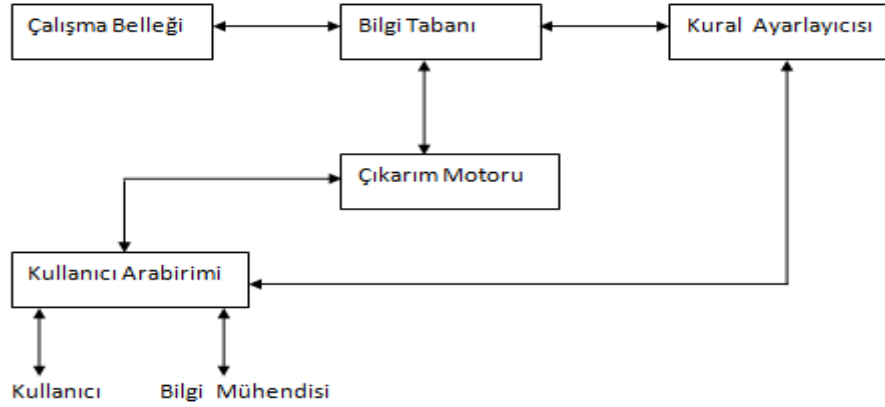 Çalışma Belleği
Bilgi Tabanı
Kural Ayarlayıcısı
Çıkarım Motoru
Kullanıcı Arabirimi
Kullanıcı
Bilgi Mühendisi